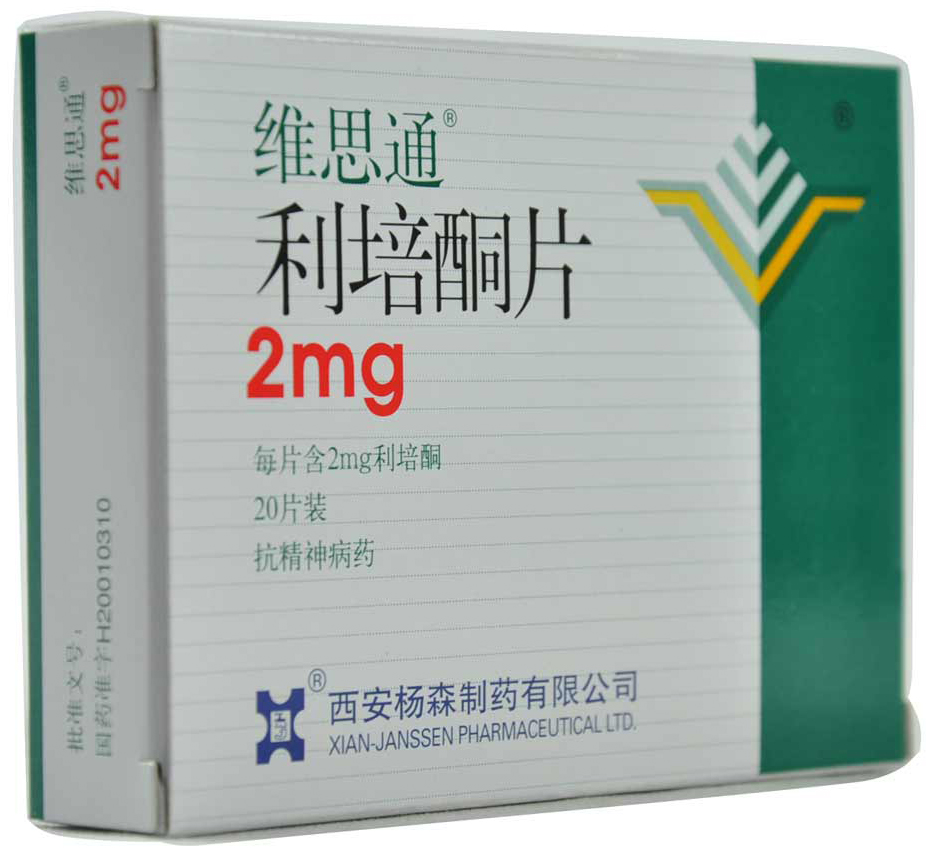 维思通®
2mg
批准文号：
国药准字H20010310
维思通®
利培酮片
2mg
每片含2mg利培酮
20片装
抗精神病药
®
西安杨森制药有限公司
XIAN-JANSSEN PHARMACEUTICAL LTD.
®